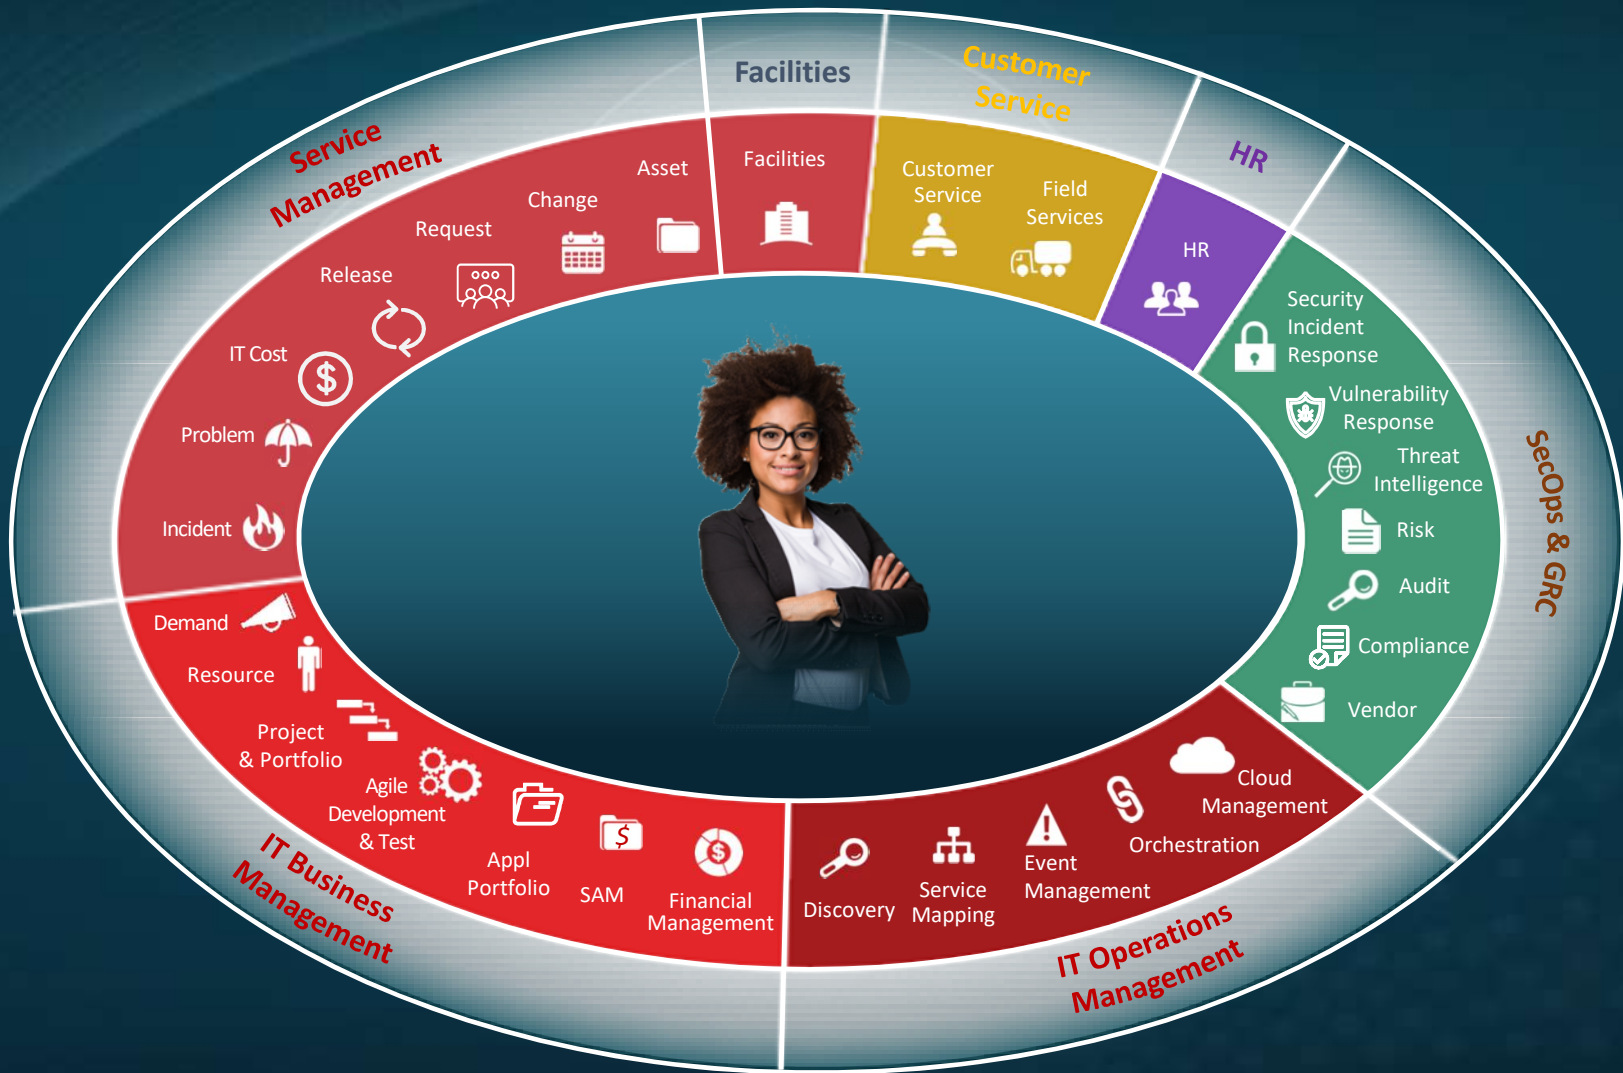 Service
Management
Facilities
Customer
Service
HR
SecOps & GRC
IT Operations
Management
IT Business
Management
Asset
Change
Request
Release
IT Cost
$
Problem
Incident
Facilities
Customer
Service
Field
Services
HR
Security
Incident
Response
Vulnerability
Response
Threat
Intelligence
Risk
Audit
Compliance
Vendor
Cloud
Management
Orchestration
Event
Management
Service
Mapping
Discovery
Financial
Management
$
SAM
$
Appl
Portfolio
Agile
Development
& Test
Project
& Portfolio
Resource
Demand